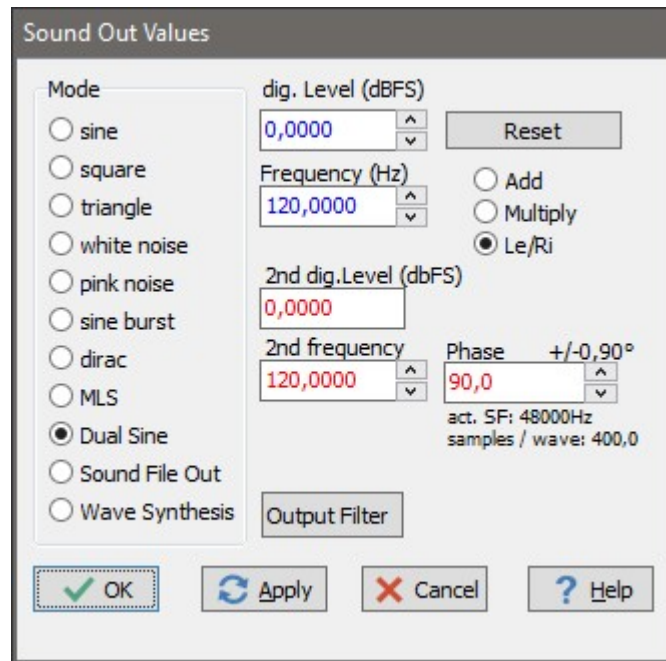 Sound Out Values
Mode
sine
square
triangle
white noise
pink noise
sine burst
dirac
MLS
Dual Sine
Sound File Out
Wave Synthesis
dig. Level (dBFS)
0,0000
Reset
Frequency (Hz)
120,0000
Add
Multiply
Le/Ri
2nd dig.Level (dbFS)
0,0000
2nd frequency
120,0000
Phase +/-0,90°
90,0
act. SF: 48000Hz
samples / wave: 400,0
Output Filter
OK
Apply
Cancel
Help